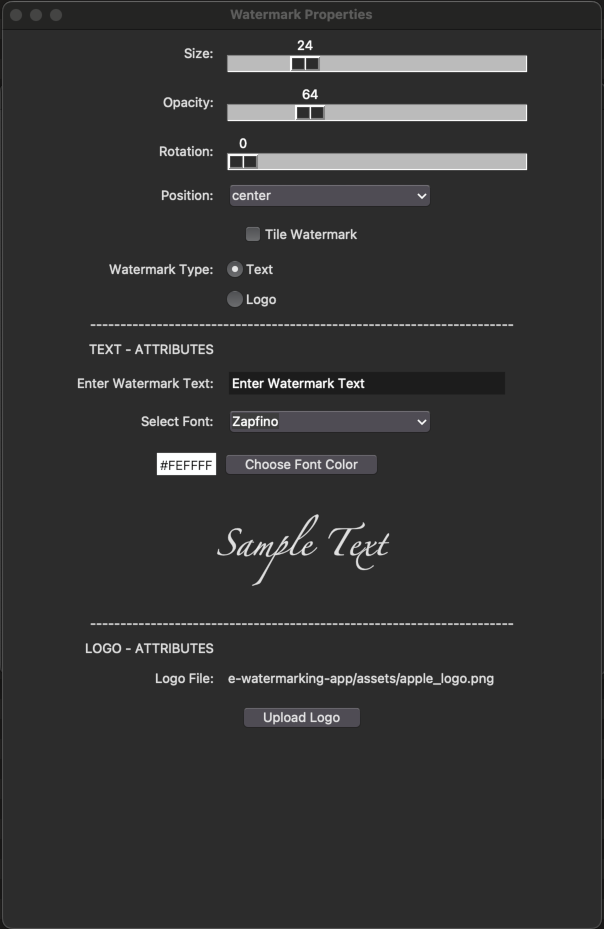 Watermark Properties
24
Size:
64
Opacity:
0
Rotation:
Position: center
Tile Watermark
Watermark Type: Text
Logo
----------------------------------------------------------------------
TEXT - ATTRIBUTES
Enter Watermark Text: Enter Watermark Text
Select Font: Zapfino
#FEFFFF Choose Font Color
Sample Text
----------------------------------------------------------------------
LOGO - ATTRIBUTES
Logo File: e-watermarking-app/assets/apple_logo.png
Upload Logo